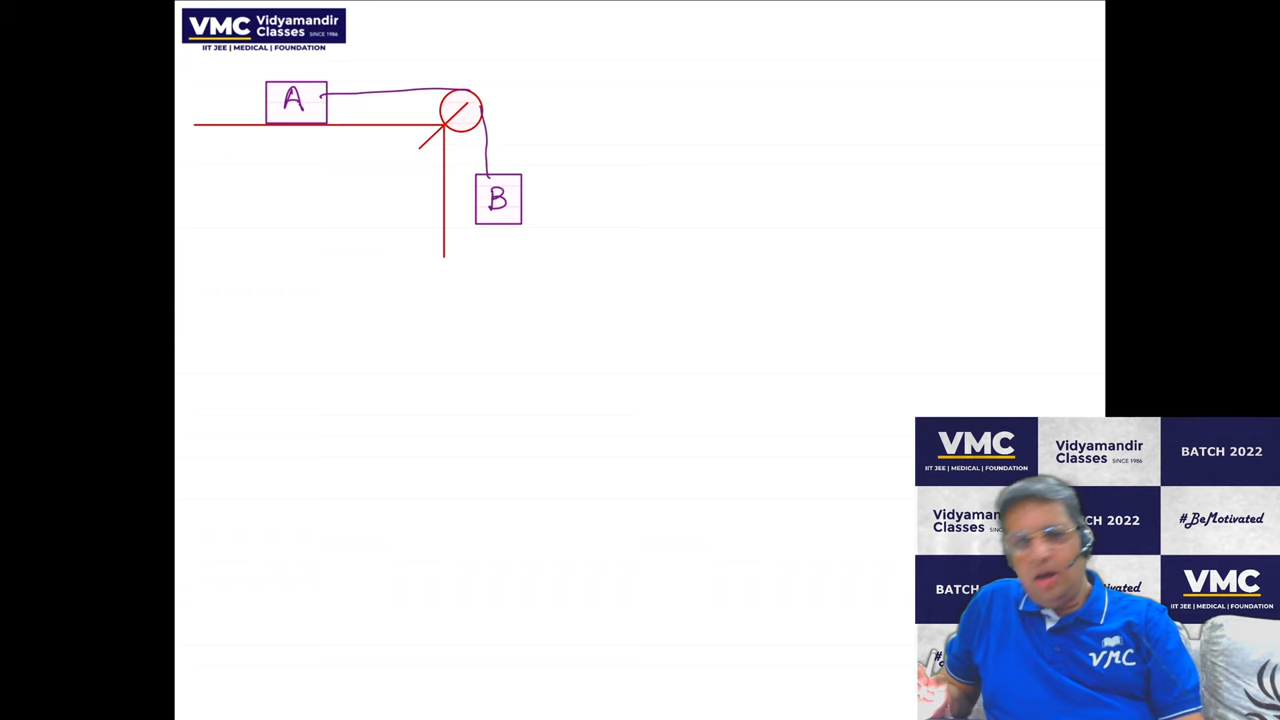 VMC Vidyamandir Classes SINCE 1986
IIT JEE | MEDICAL | FOUNDATION
A
B
VMC
IIT JEE | MEDICAL | FOUNDATION
Vidyamandir
Classes SINCE 1986
BATCH 2022
Vidyaman
Classes SIN
CH 2022
#BeMotivated
BATCH
VMC
IIT JEE | MEDICAL | FOUNDATION
VMC